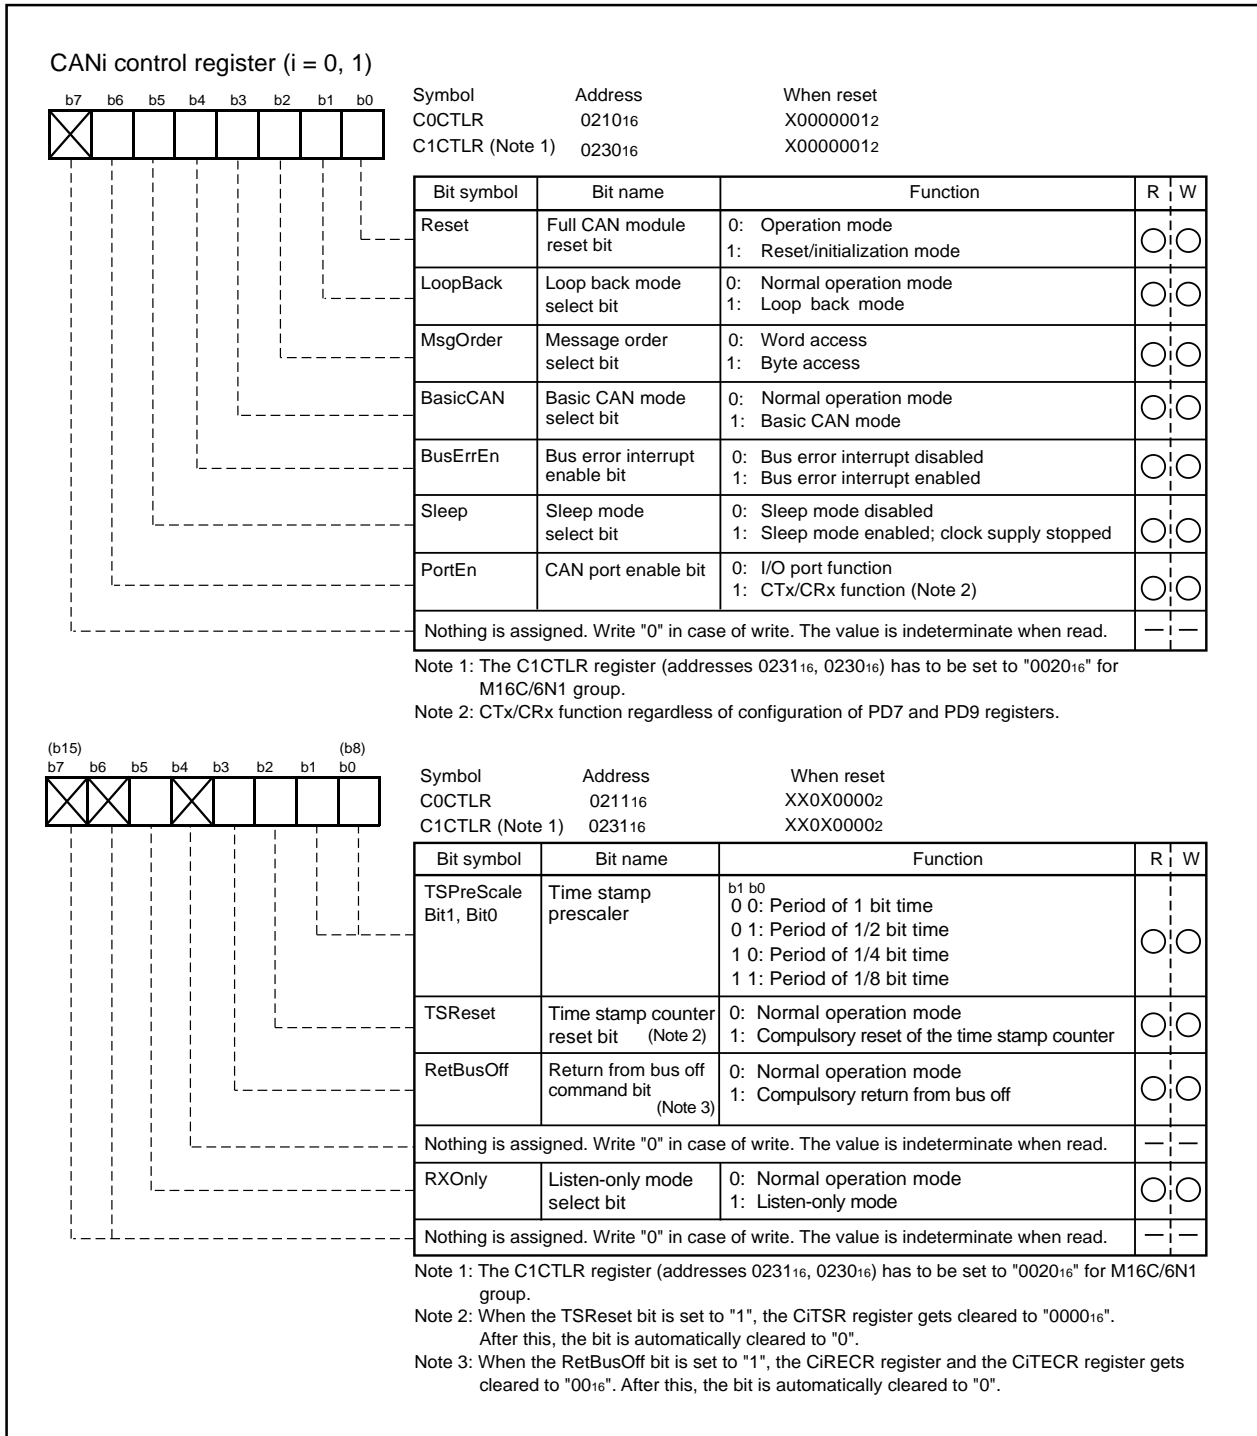 CANi control register (i = 0, 1)
b7 b6 b5 b4 b3 b2 b1 b0
Symbol Address When reset
C0CTLR 021016 X00000012
C1CTLR (Note 1) 023016 X00000012
Bit symbol Bit name Function R W
Reset Full CAN module reset bit 0: Operation mode
1: Reset/initialization mode
LoopBack Loop back mode select bit 0: Normal operation mode
1: Loop back mode
MsgOrder Message order select bit 0: Word access
1: Byte access
BasicCAN Basic CAN mode select bit 0: Normal operation mode
1: Basic CAN mode
BusErrEn Bus error interrupt enable bit 0: Bus error interrupt disabled
1: Bus error interrupt enabled
Sleep Sleep mode select bit 0: Sleep mode disabled
1: Sleep mode enabled; clock supply stopped
PortEn CAN port enable bit 0: I/O port function
1: CTx/CRx function (Note 2)
Nothing is assigned. Write "0" in case of write. The value is indeterminate when read. — —
Note 1: The C1CTLR register (addresses 023116, 023016) has to be set to "002016" for
M16C/6N1 group.
Note 2: CTx/CRx function regardless of configuration of PD7 and PD9 registers.
(b15) (b8)
b7 b6 b5 b4 b3 b2 b1 b0
Symbol Address When reset
C0CTLR 021116 XX0X00002
C1CTLR (Note 1) 023116 XX0X00002
Bit symbol Bit name Function R W
TSPreScale Bit1, Bit0 Time stamp prescaler b1 b0
0 0: Period of 1 bit time
0 1: Period of 1/2 bit time
1 0: Period of 1/4 bit time
1 1: Period of 1/8 bit time
TSReset Time stamp counter reset bit (Note 2) 0: Normal operation mode
1: Compulsory reset of the time stamp counter
RetBusOff Return from bus off command bit (Note 3) 0: Normal operation mode
1: Compulsory return from bus off
Nothing is assigned. Write "0" in case of write. The value is indeterminate when read. — —
RXOnly Listen-only mode select bit 0: Normal operation mode
1: Listen-only mode
Nothing is assigned. Write "0" in case of write. The value is indeterminate when read. — —
Note 1: The C1CTLR register (addresses 023116, 023016) has to be set to "002016" for M16C/6N1
group.
Note 2: When the TSReset bit is set to "1", the CiTSR register gets cleared to "000016".
After this, the bit is automatically cleared to "0".
Note 3: When the RetBusOff bit is set to "1", the CiRECR register and the CiTECR register gets
cleared to "0016". After this, the bit is automatically cleared to "0".